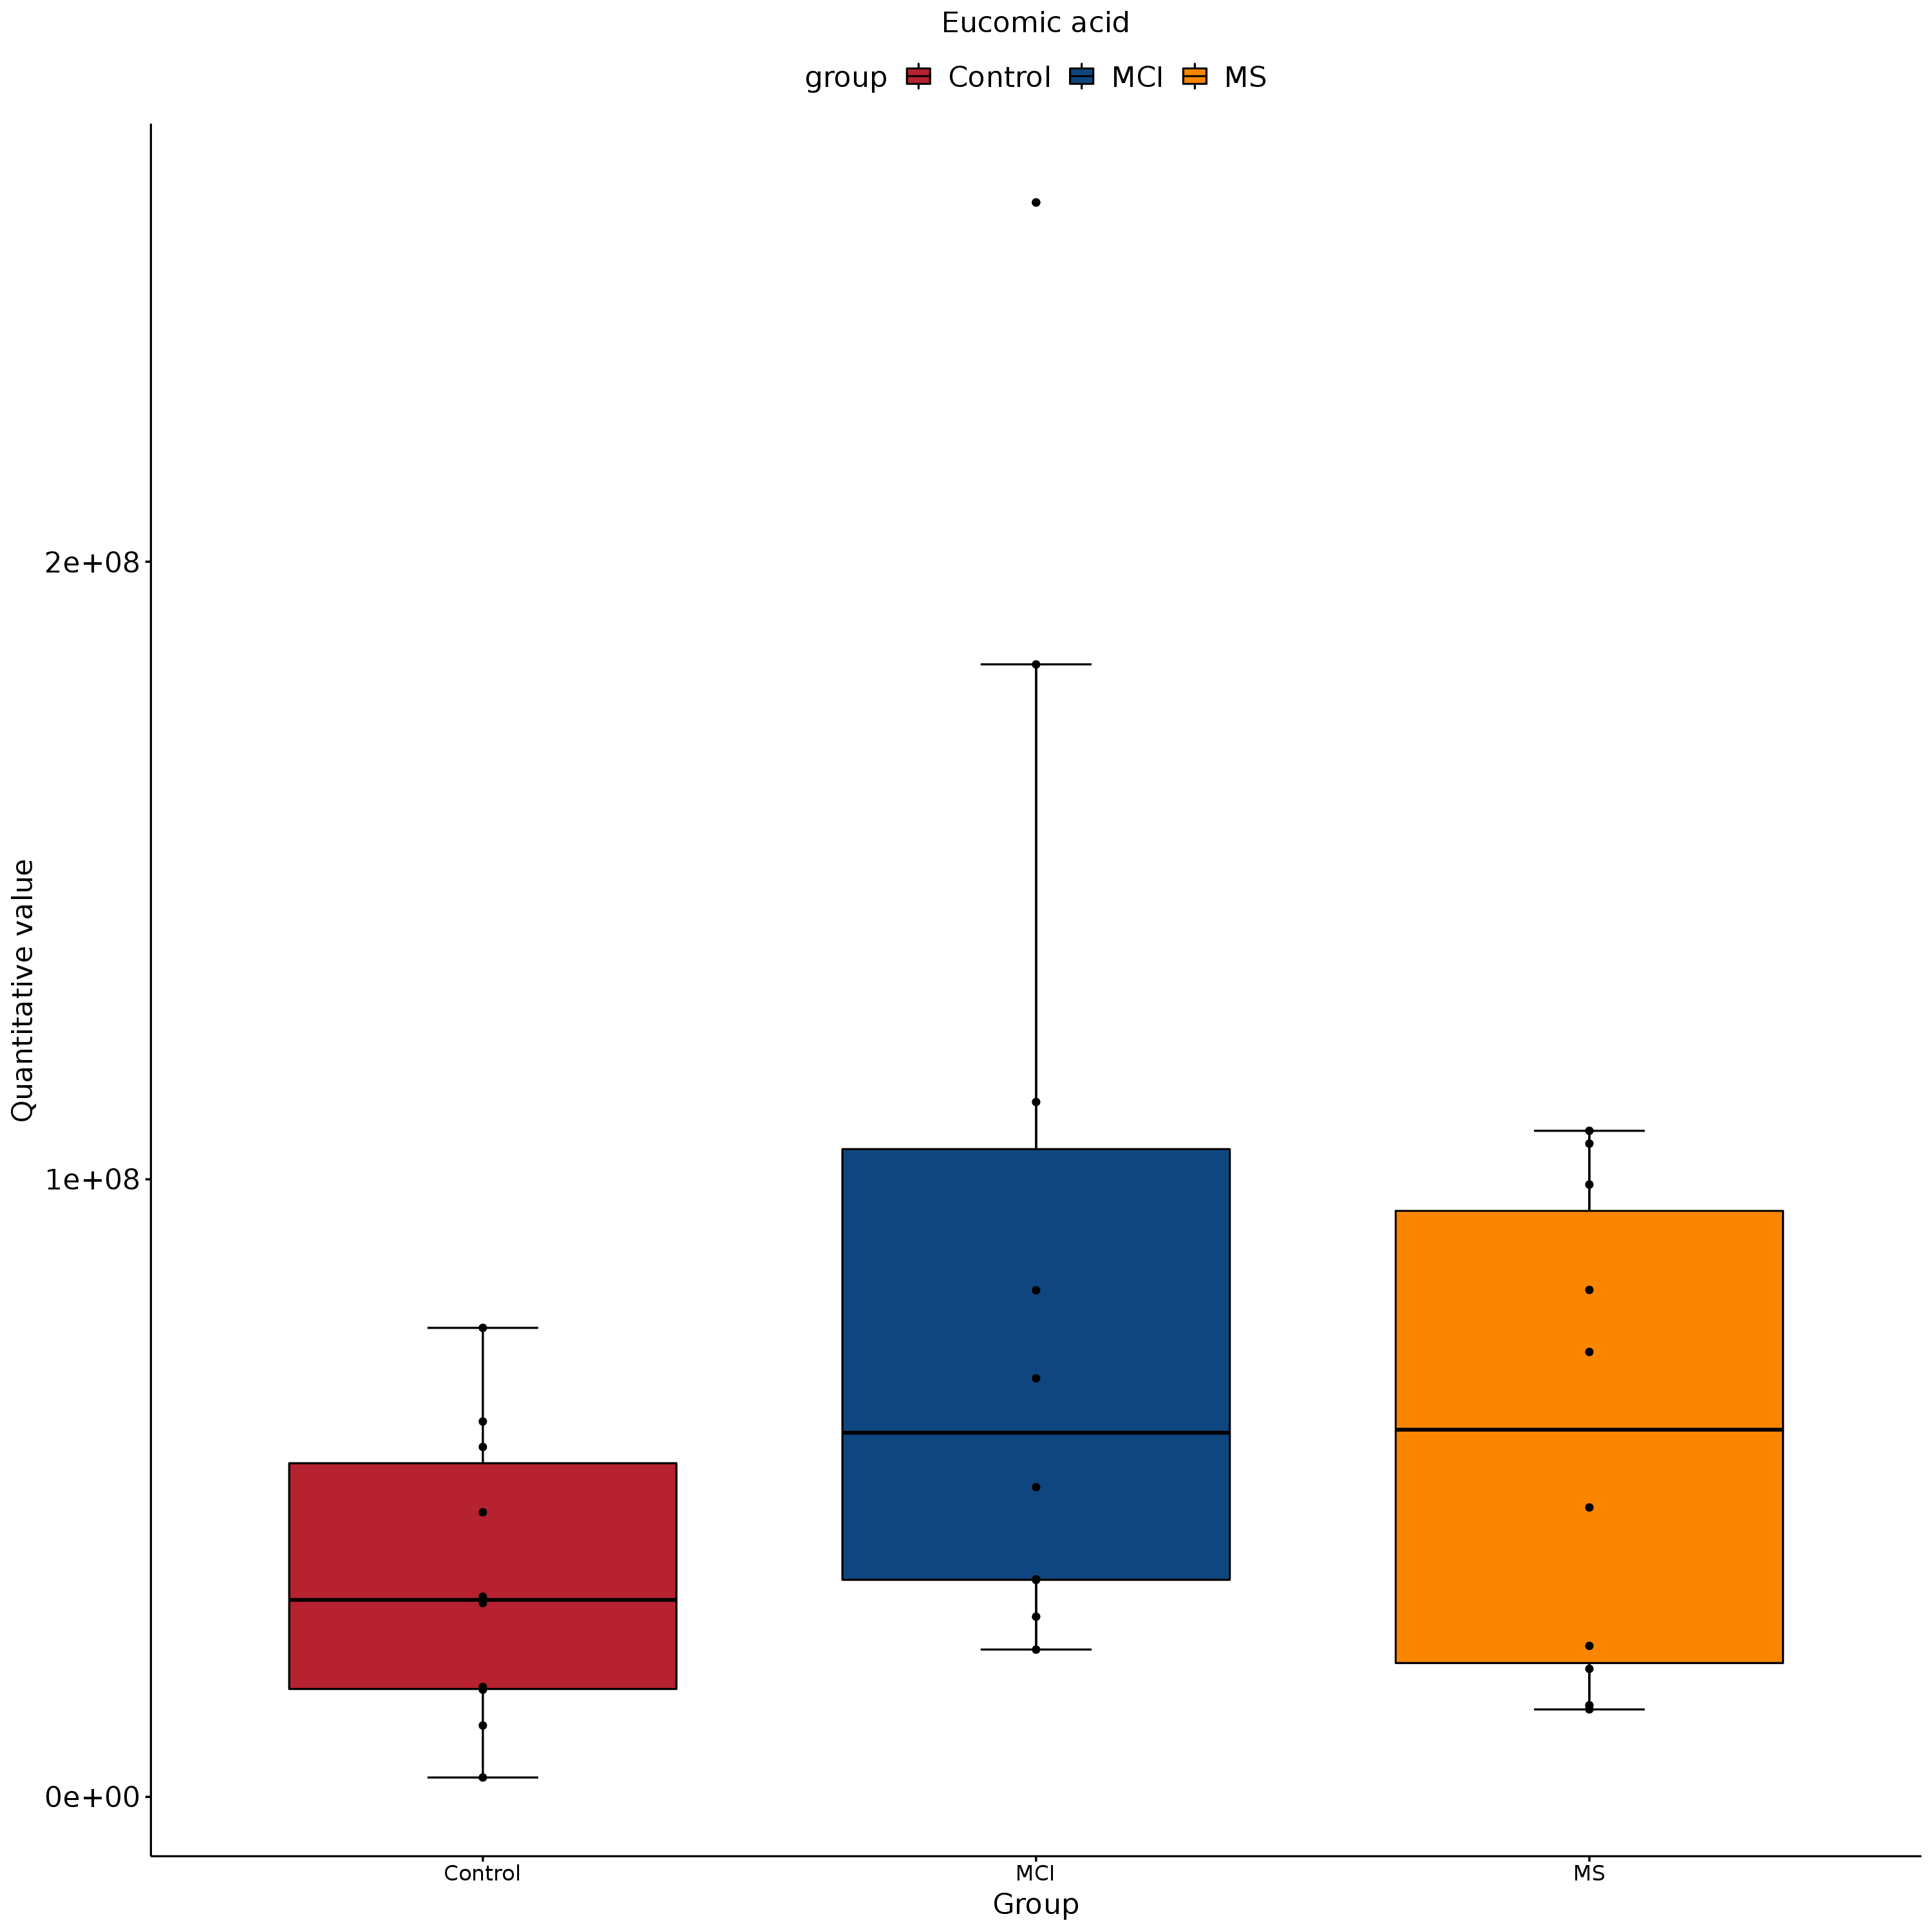 Eucomic acid
group Control MCI MS
Quantitative value
2e+08
1e+08
0e+00
Control MCI MS
Group